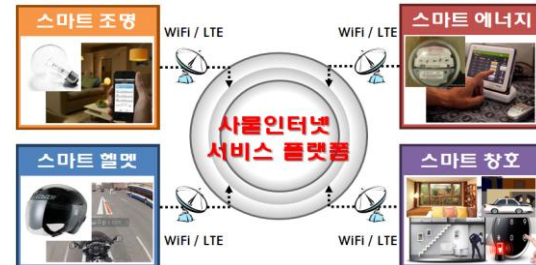 스마트 조명
WiFi / LTE
WiFi / LTE
스마트 에너지
사물인터넷
서비스 플랫폼
스마트 헬멧
WiFi / LTE
WiFi / LTE
스마트 창호